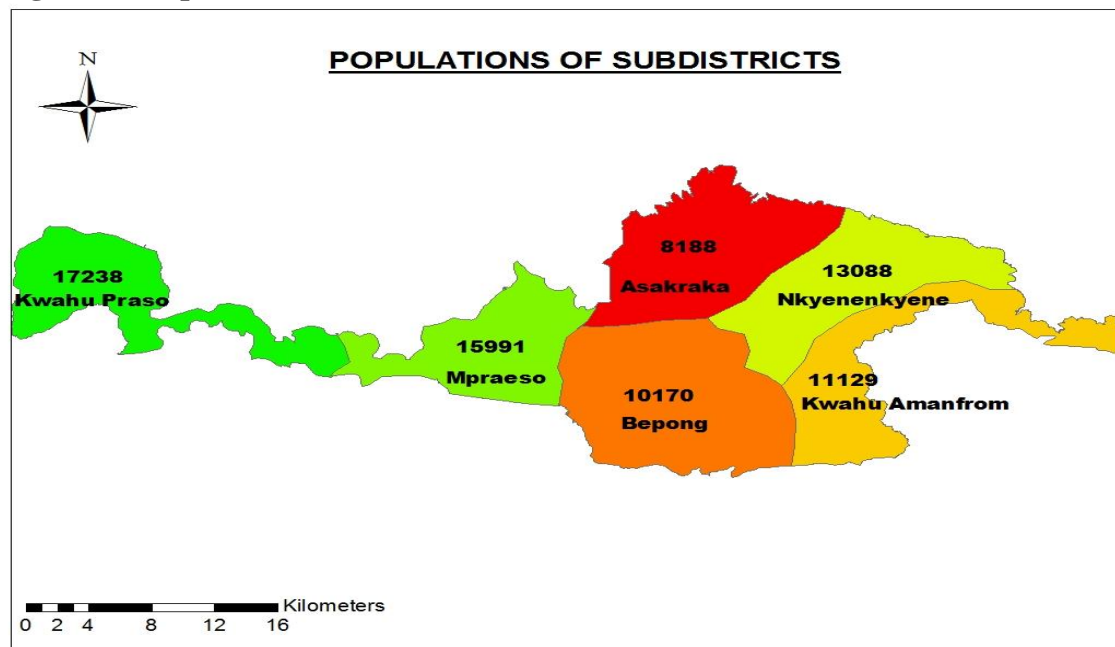 N
POPULATIONS OF SUBDISTRICTS
8188
Asakraka
17238
Kwahu Praso
13088
Nkyenenkyene
15991
Mpraeso
10170
Bepong
11129
Kwahu Amanfrom
Kilometers
0 2 4 8 12 16